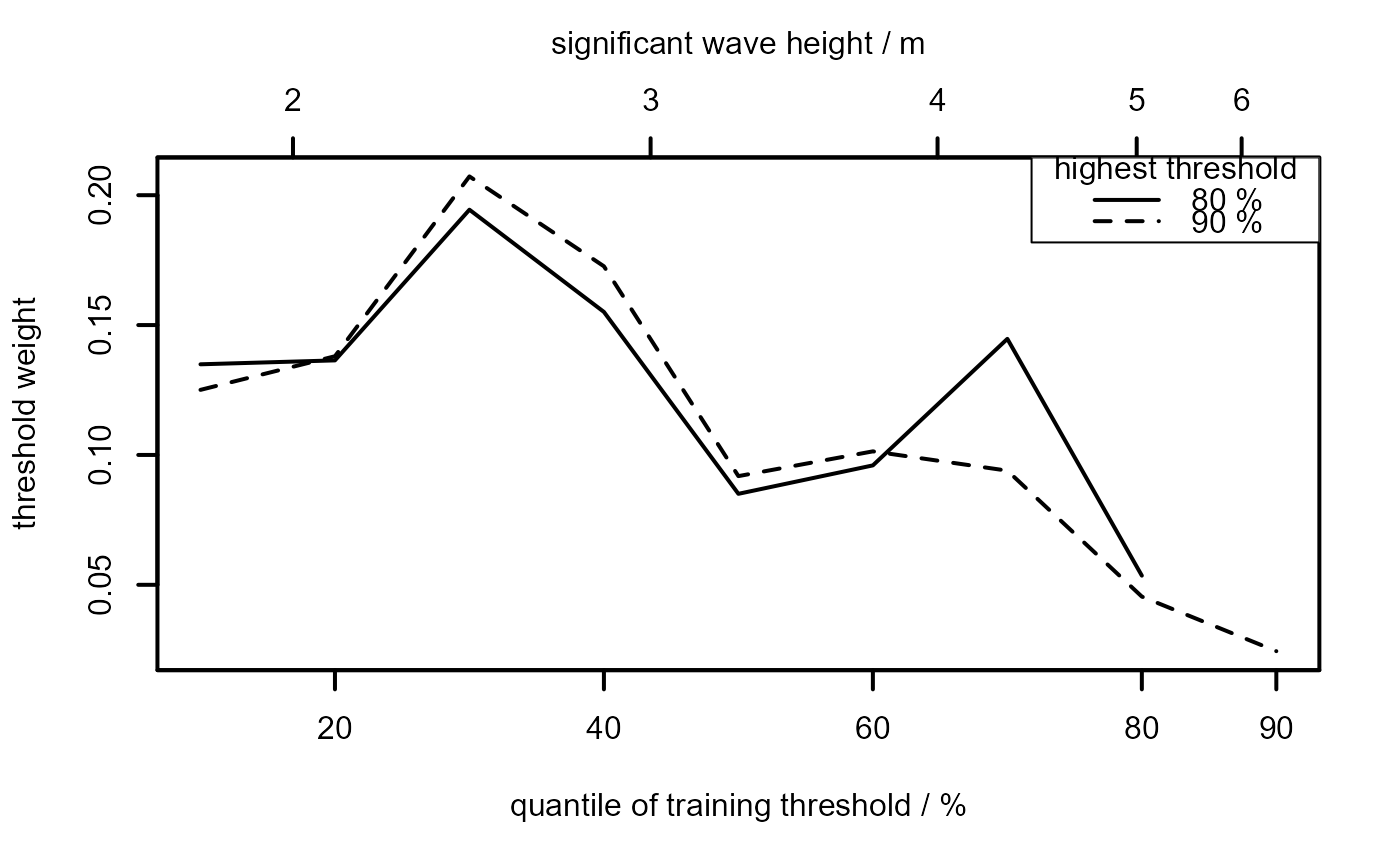 significant wave height / m
2 3 4 5 6
highest threshold
80 %
90 %
threshold weight
0.20
0.15
0.10
0.05
20 40 60 80 90
quantile of training threshold / %